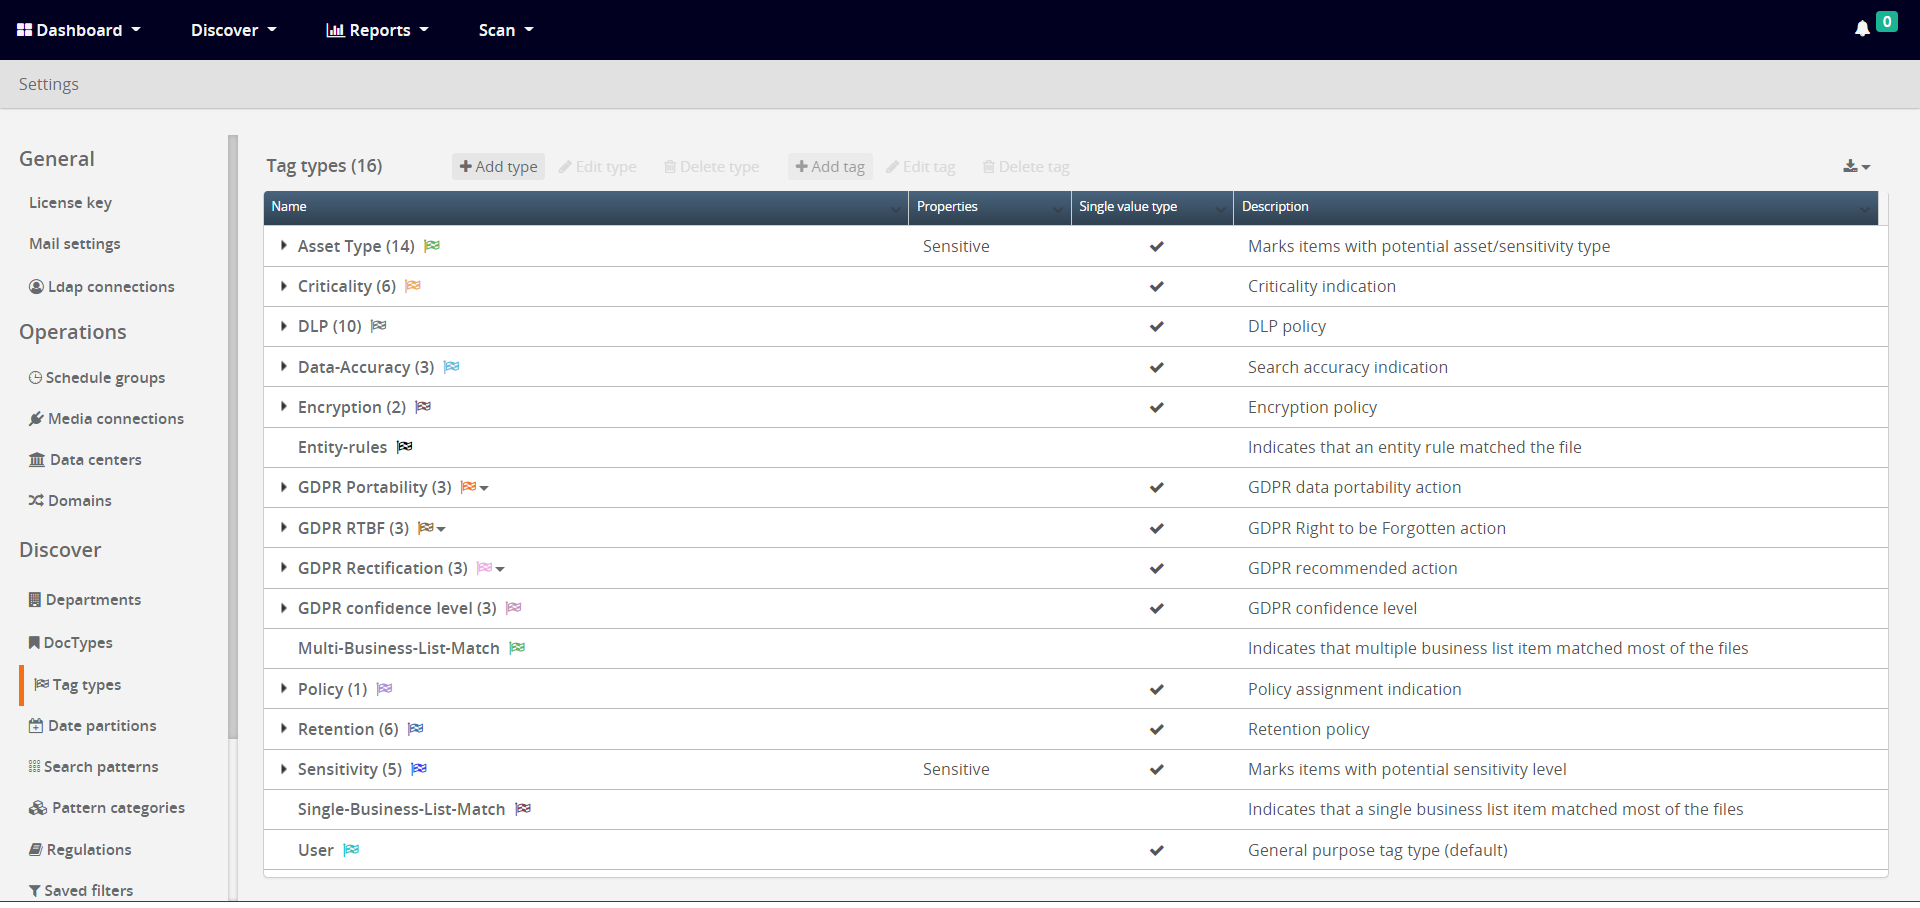 Dashboard Discover Reports Scan 0
Settings
General
License key
Mail settings
Ldap connections
Operations
Schedule groups
Media connections
Data centers
Domains
Discover
Departments
DocTypes
Tag types
Date partitions
Search patterns
Pattern categories
Regulations
Saved filters
Tag types (16) Add type Edit type Delete type Add tag Edit tag Delete tag
Name Properties Single value type Description
Asset Type (14) Sensitive Marks items with potential asset/sensitivity type
Criticality (6) Criticality indication
DLP (10) DLP policy
Data-Accuracy (3) Search accuracy indication
Encryption (2) Encryption policy
Entity-rules Indicates that an entity rule matched the file
GDPR Portability (3) GDPR data portability action
GDPR RTBF (3) GDPR Right to be Forgotten action
GDPR Rectification (3) GDPR recommended action
GDPR confidence level (3) GDPR confidence level
Multi-Business-List-Match Indicates that multiple business list item matched most of the files
Policy (1) Policy assignment indication
Retention (6) Retention policy
Sensitivity (5) Sensitive Marks items with potential sensitivity level
Single-Business-List-Match Indicates that a single business list item matched most of the files
User General purpose tag type (default)